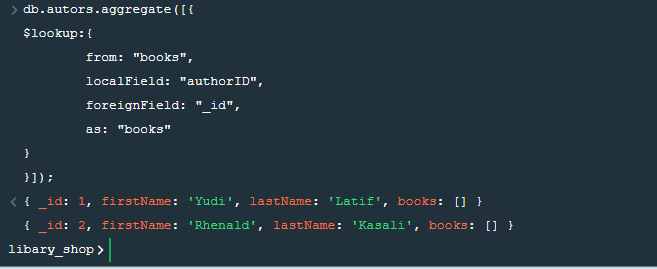 > db.autors.aggregate([{
$lookup:{
from: "books",
localField: "authorID",
foreignField: "_id",
as: "books"
}
}]);
< { _id: 1, firstName: 'Yudi', lastName: 'Latif', books: [] }
{ _id: 2, firstName: 'Rhenald', lastName: 'Kasali', books: [] }
libary_shop>